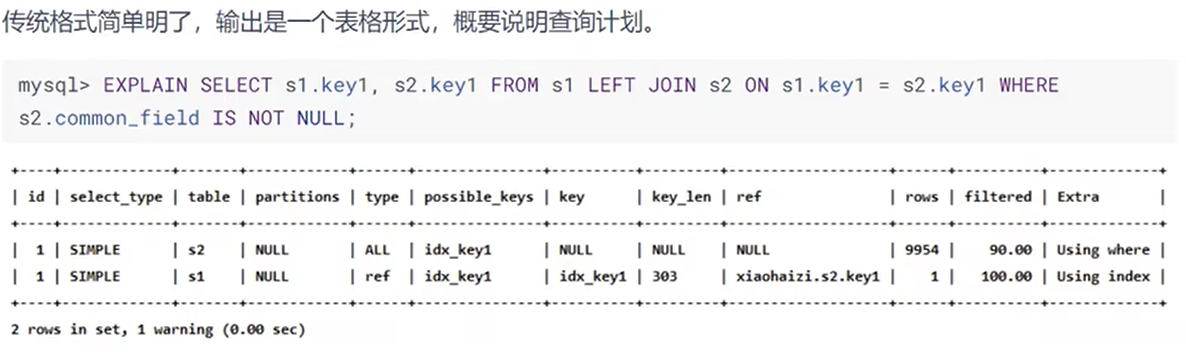 传统格式简单明了，输出是一个表格形式，概要说明查询计划。
mysql> EXPLAIN SELECT s1.key1, s2.key1 FROM s1 LEFT JOIN s2 ON s1.key1 = s2.key1 WHERE
s2.common_field IS NOT NULL;
+----+-------------+-------+------------+------+---------------+----------+---------+-------------------+------+----------+-------------+
| id | select_type | table | partitions | type | possible_keys | key | key_len | ref | rows | filtered | Extra |
+----+-------------+-------+------------+------+---------------+----------+---------+-------------------+------+----------+-------------+
| 1 | SIMPLE | s2 | NULL | ALL | idx_key1 | NULL | NULL | NULL | 9954 | 90.00 | Using where |
| 1 | SIMPLE | s1 | NULL | ref | idx_key1 | idx_key1 | 303 | xiaohaizi.s2.key1 | 1 | 100.00 | Using index |
+----+-------------+-------+------------+------+---------------+----------+---------+-------------------+------+----------+-------------+
2 rows in set, 1 warning (0.00 sec)